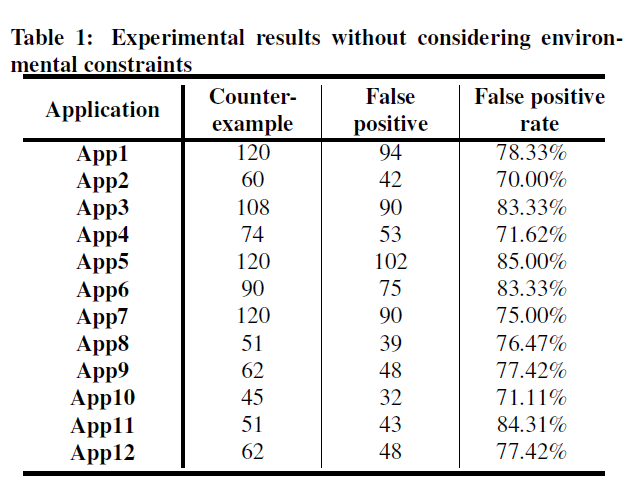 Table 1: Experimental results without considering environ-
mental constraints
Application Counter-example False positive False positive rate
App1 120 94 78.33%
App2 60 42 70.00%
App3 108 90 83.33%
App4 74 53 71.62%
App5 120 102 85.00%
App6 90 75 83.33%
App7 120 90 75.00%
App8 51 39 76.47%
App9 62 48 77.42%
App10 45 32 71.11%
App11 51 43 84.31%
App12 62 48 77.42%